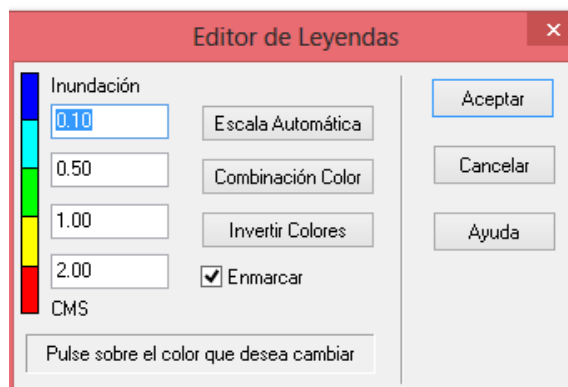 Editor de Leyendas
Inundación
0.10
0.50
1.00
2.00
CMS
Escala Automática
Combinación Color
Invertir Colores
Enmarcar
Pulse sobre el color que desea cambiar
Aceptar
Cancelar
Ayuda